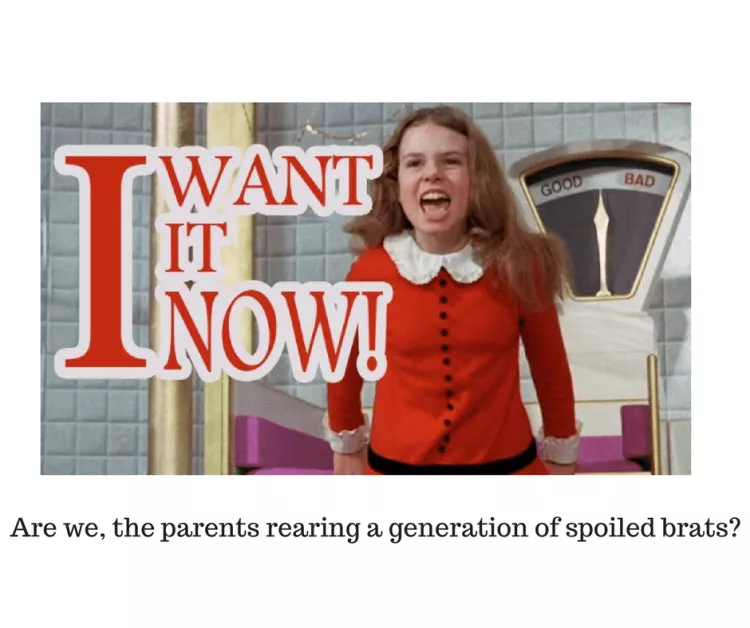 I WANT
IT
NOW!
GOOD BAD
Are we, the parents rearing a generation of spoiled brats?